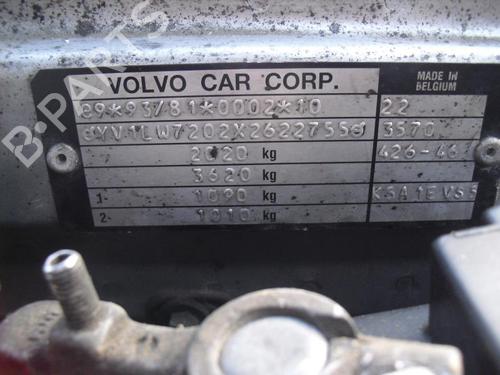 VOLVO CAR CORP.
MADE IN
BELGIUM
e9*93/81*0002*10
22
YV1LW7202X2622755
3570
2020 kg
426-46
3620 kg
1- 1090 kg
2- 1010 kg
B-PARTS